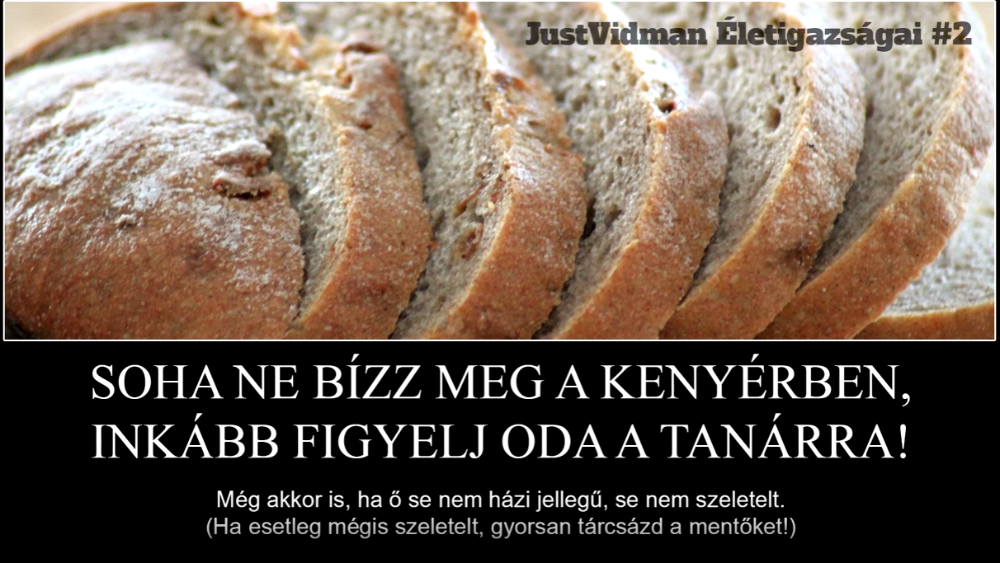 JustVidman Életigazságai #2
SOHA NE BÍZZ MEG A KENYÉRBEN,
INKÁBB FIGYELJ ODA A TANÁRRA!
Még akkor is, ha ő se nem házi jellegű, se nem szeletelt.
(Ha esetleg mégis szeletelt, gyorsan tárcsázd a mentőket!)